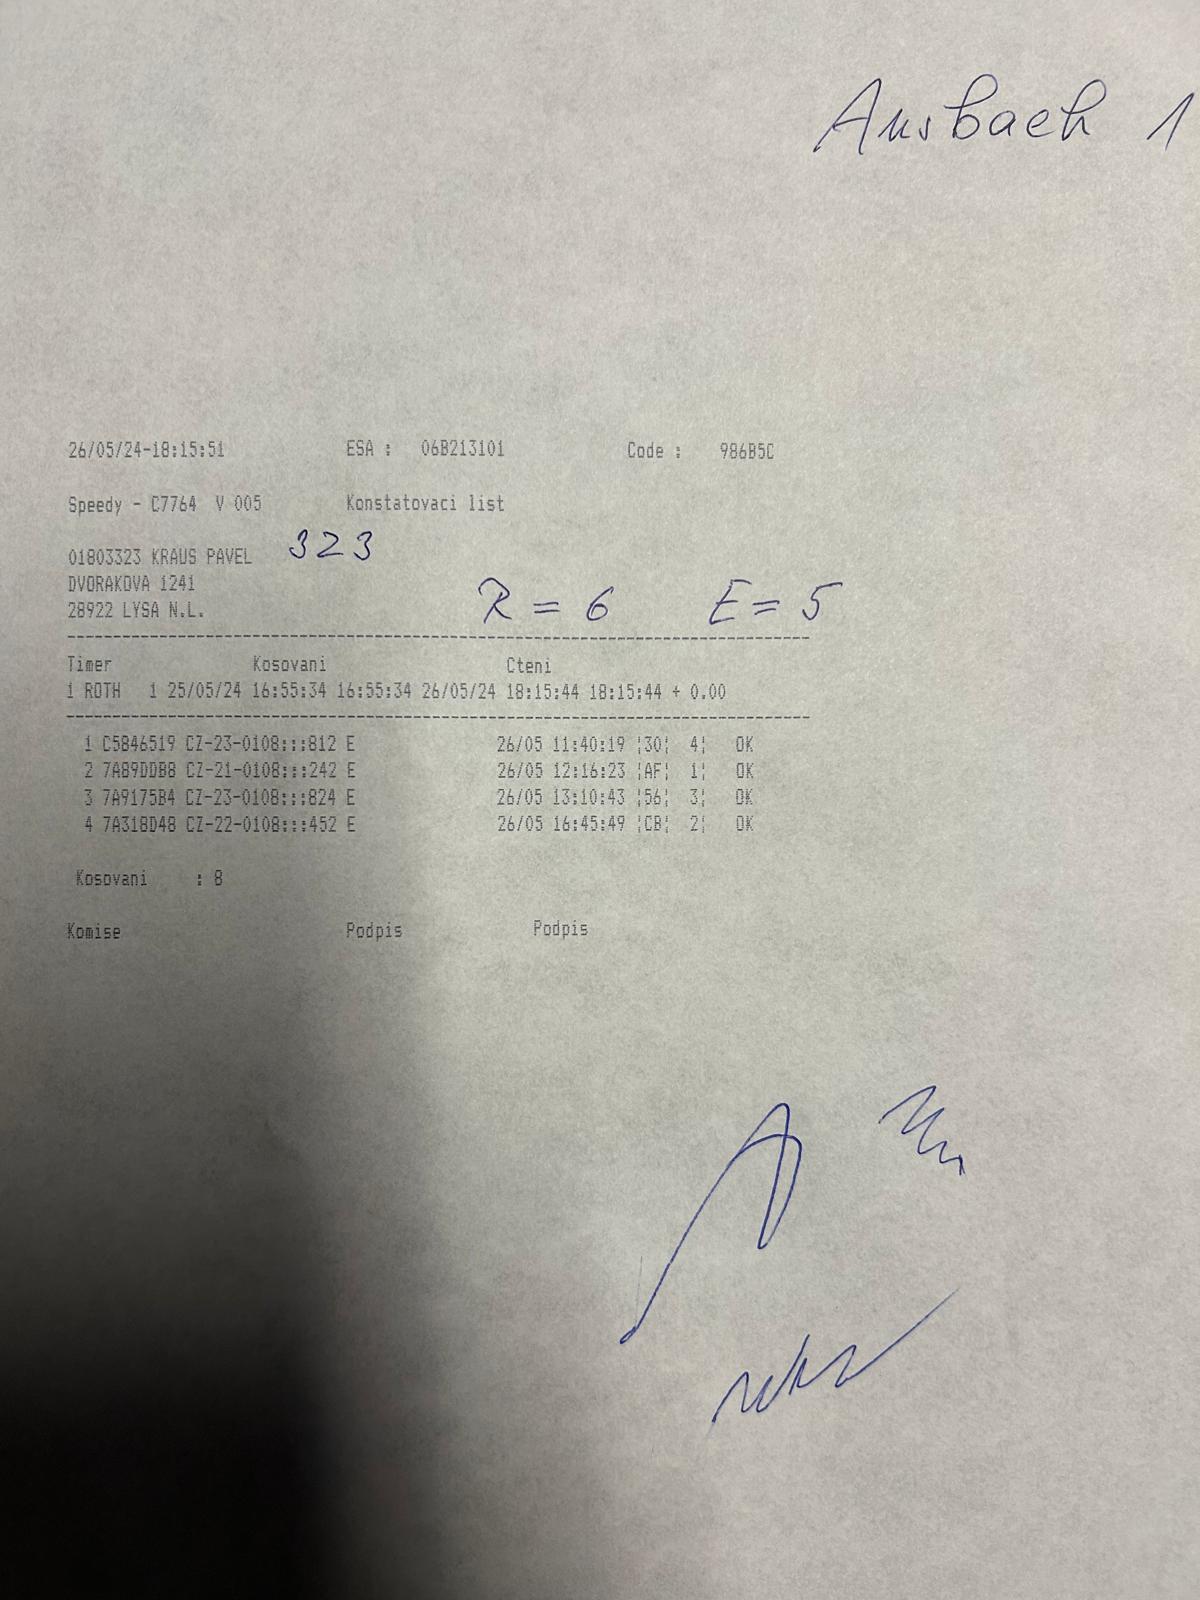 Ansbach 1
26/05/24-18:15:51 ESA : 06B213101 Code : 986B5C
Speedy - C7764 V 005 Konstatovaci list
01803323 KRAUS PAVEL 323
DVORAKOVA 1241
28922 LYSA N.L. R = 6 E = 5
Timer Kosovani Cteni
1 ROTH 1 25/05/24 16:55:34 16:55:34 26/05/24 18:15:44 18:15:44 + 0.00
1 C5846519 CZ-23-0108:::812 E 26/05 11:40:19 ¦30¦ 4¦ OK
2 7A89DDB8 CZ-21-0108:::242 E 26/05 12:16:23 ¦AF¦ 1¦ OK
3 7A9175B4 CZ-23-0108:::824 E 26/05 13:10:43 ¦56¦ 3¦ OK
4 7A318D48 CZ-22-0108:::452 E 26/05 16:45:49 ¦CB¦ 2¦ OK
Kosovani : 8
Komise Podpis Podpis